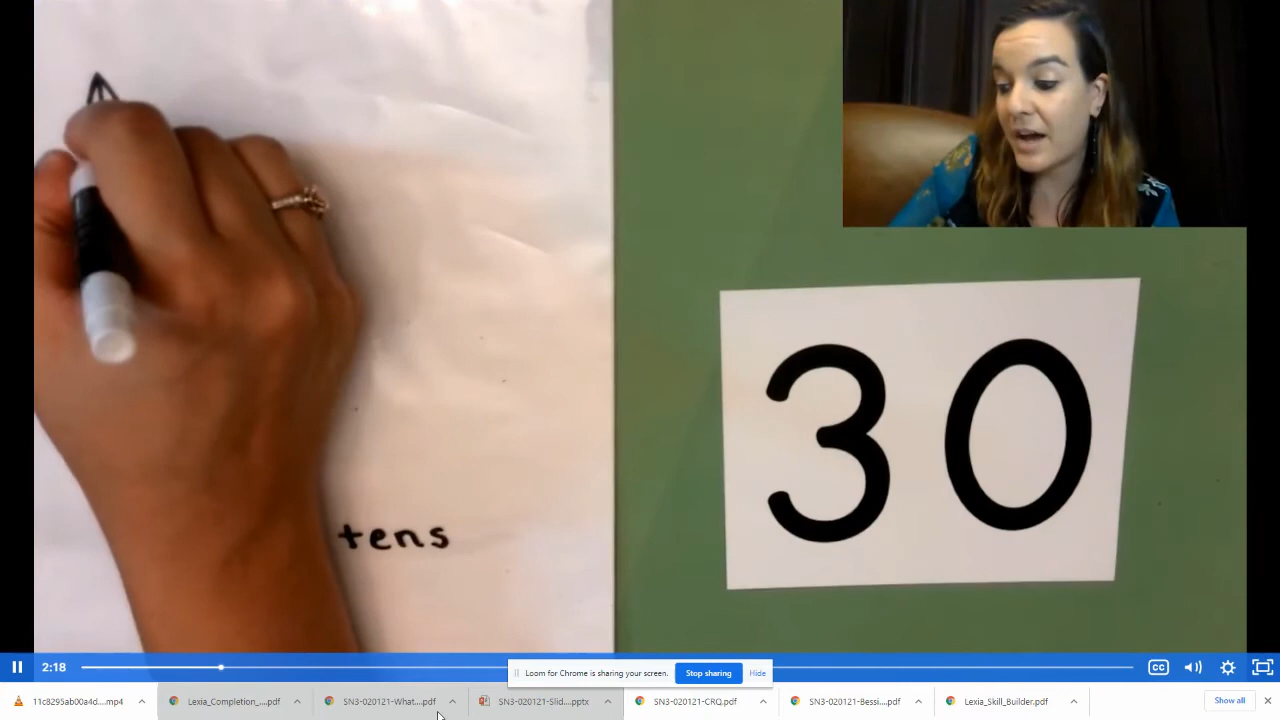 tens
30
2:18
CC
Loom for Chrome is sharing your screen. Stop sharing Hide
11c8295ab00a4d....mp4 Lexia_Completion_...pdf SN3-020121-What....pdf SN3-020121-Slid....pptx SN3-020121-CRQ.pdf SN3-020121-Bessi....pdf Lexia_Skill_Builder.pdf Show all